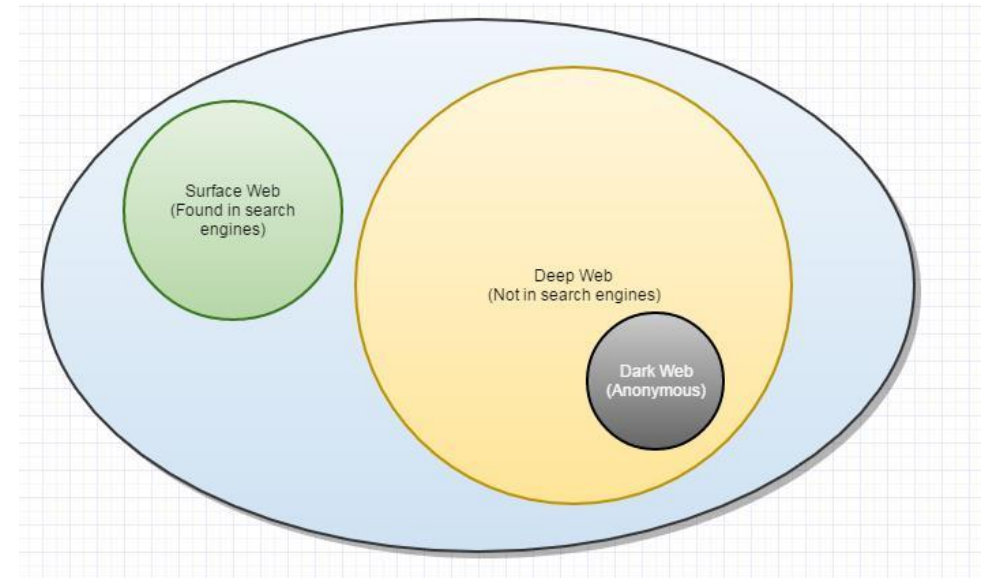 Surface Web
(Found in search
engines)
Deep Web
(Not in search engines)
Dark Web
(Anonymous)